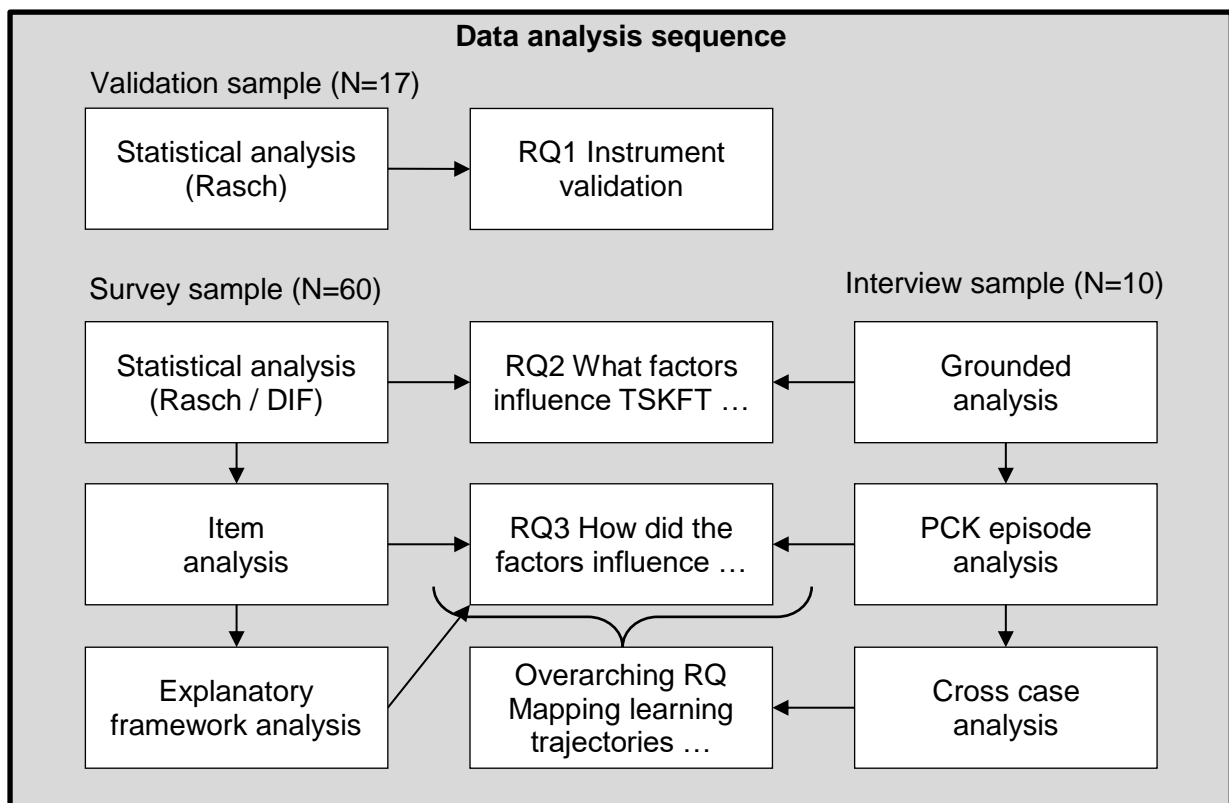 Data analysis sequence
Validation sample (N=17)
Statistical analysis
(Rasch)
RQ1 Instrument
validation
Survey sample (N=60)
Interview sample (N=10)
Statistical analysis
(Rasch / DIF)
RQ2 What factors
influence TSKFT …
Grounded
analysis
Item
analysis
RQ3 How did the
factors influence …
PCK episode
analysis
Explanatory
framework analysis
Overarching RQ
Mapping learning
trajectories …
Cross case
analysis